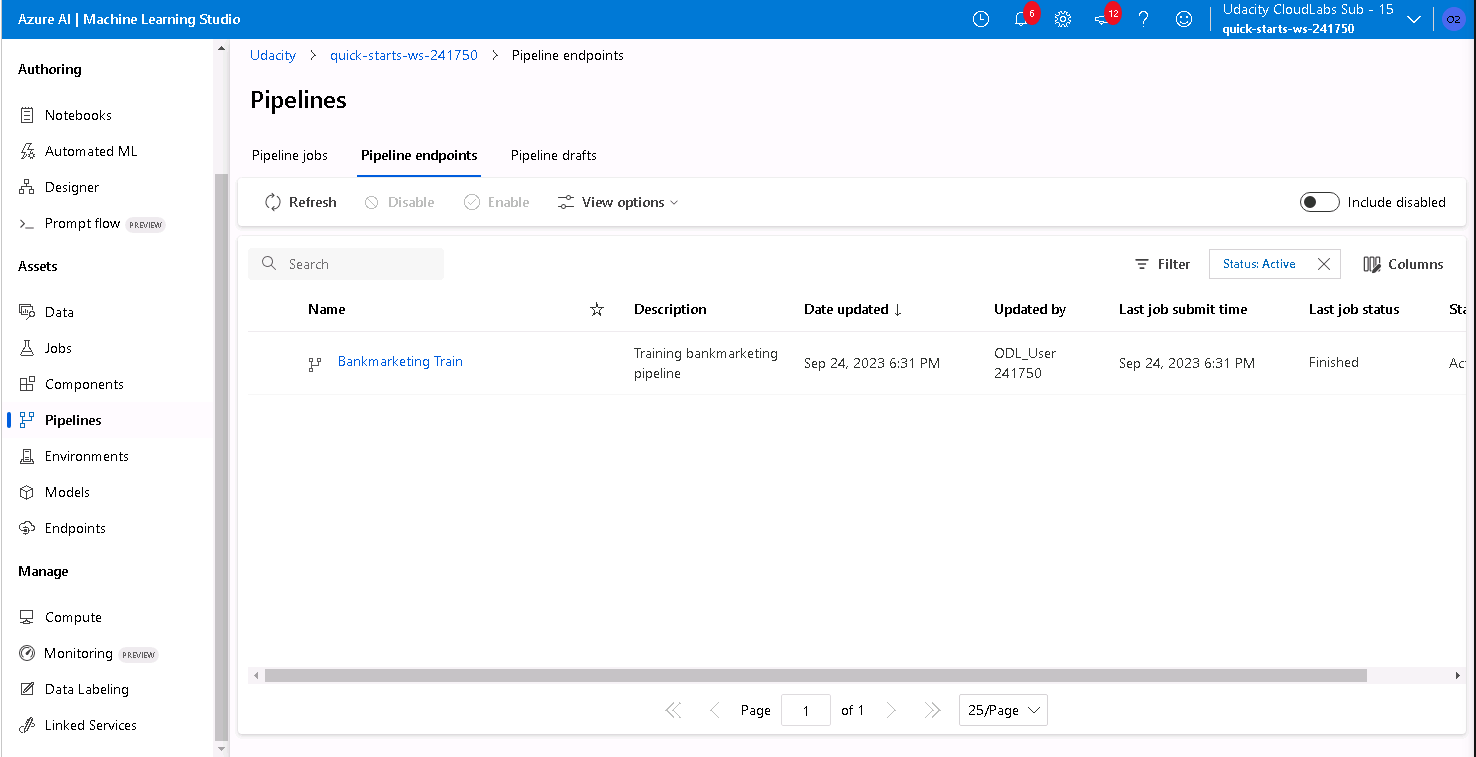 Azure AI | Machine Learning Studio
6
12
Udacity CloudLabs Sub - 15
quick-starts-ws-241750
OZ
Authoring
Notebooks
Automated ML
Designer
Prompt flow PREVIEW
Assets
Data
Jobs
Components
Pipelines
Environments
Models
Endpoints
Manage
Compute
Monitoring PREVIEW
Data Labeling
Linked Services
Udacity > quick-starts-ws-241750 > Pipeline endpoints
Pipelines
Pipeline jobs Pipeline endpoints Pipeline drafts
Refresh Disable Enable View options Include disabled
Search Filter Status: Active Columns
Name Description Date updated ↓ Updated by Last job submit time Last job status Sta
Bankmarketing Train
Training bankmarketing
pipeline
Sep 24, 2023 6:31 PM
ODL_User
241750
Sep 24, 2023 6:31 PM
Finished
Ac
Page 1 of 1 25/Page